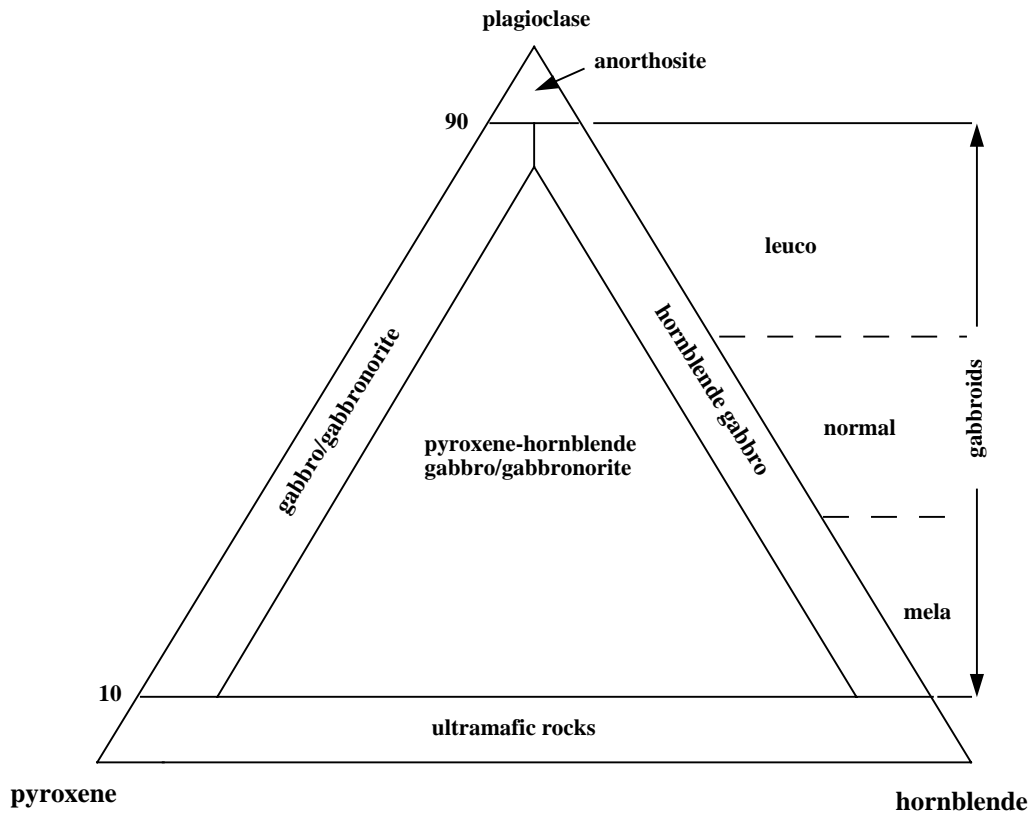 plagioclase
anorthosite
90
leuco
gabbro/gabbronorite
hornblende gabbro
normal
gabbroids
pyroxene-hornblende
gabbro/gabbronorite
mela
10
ultramafic rocks
pyroxene
hornblende